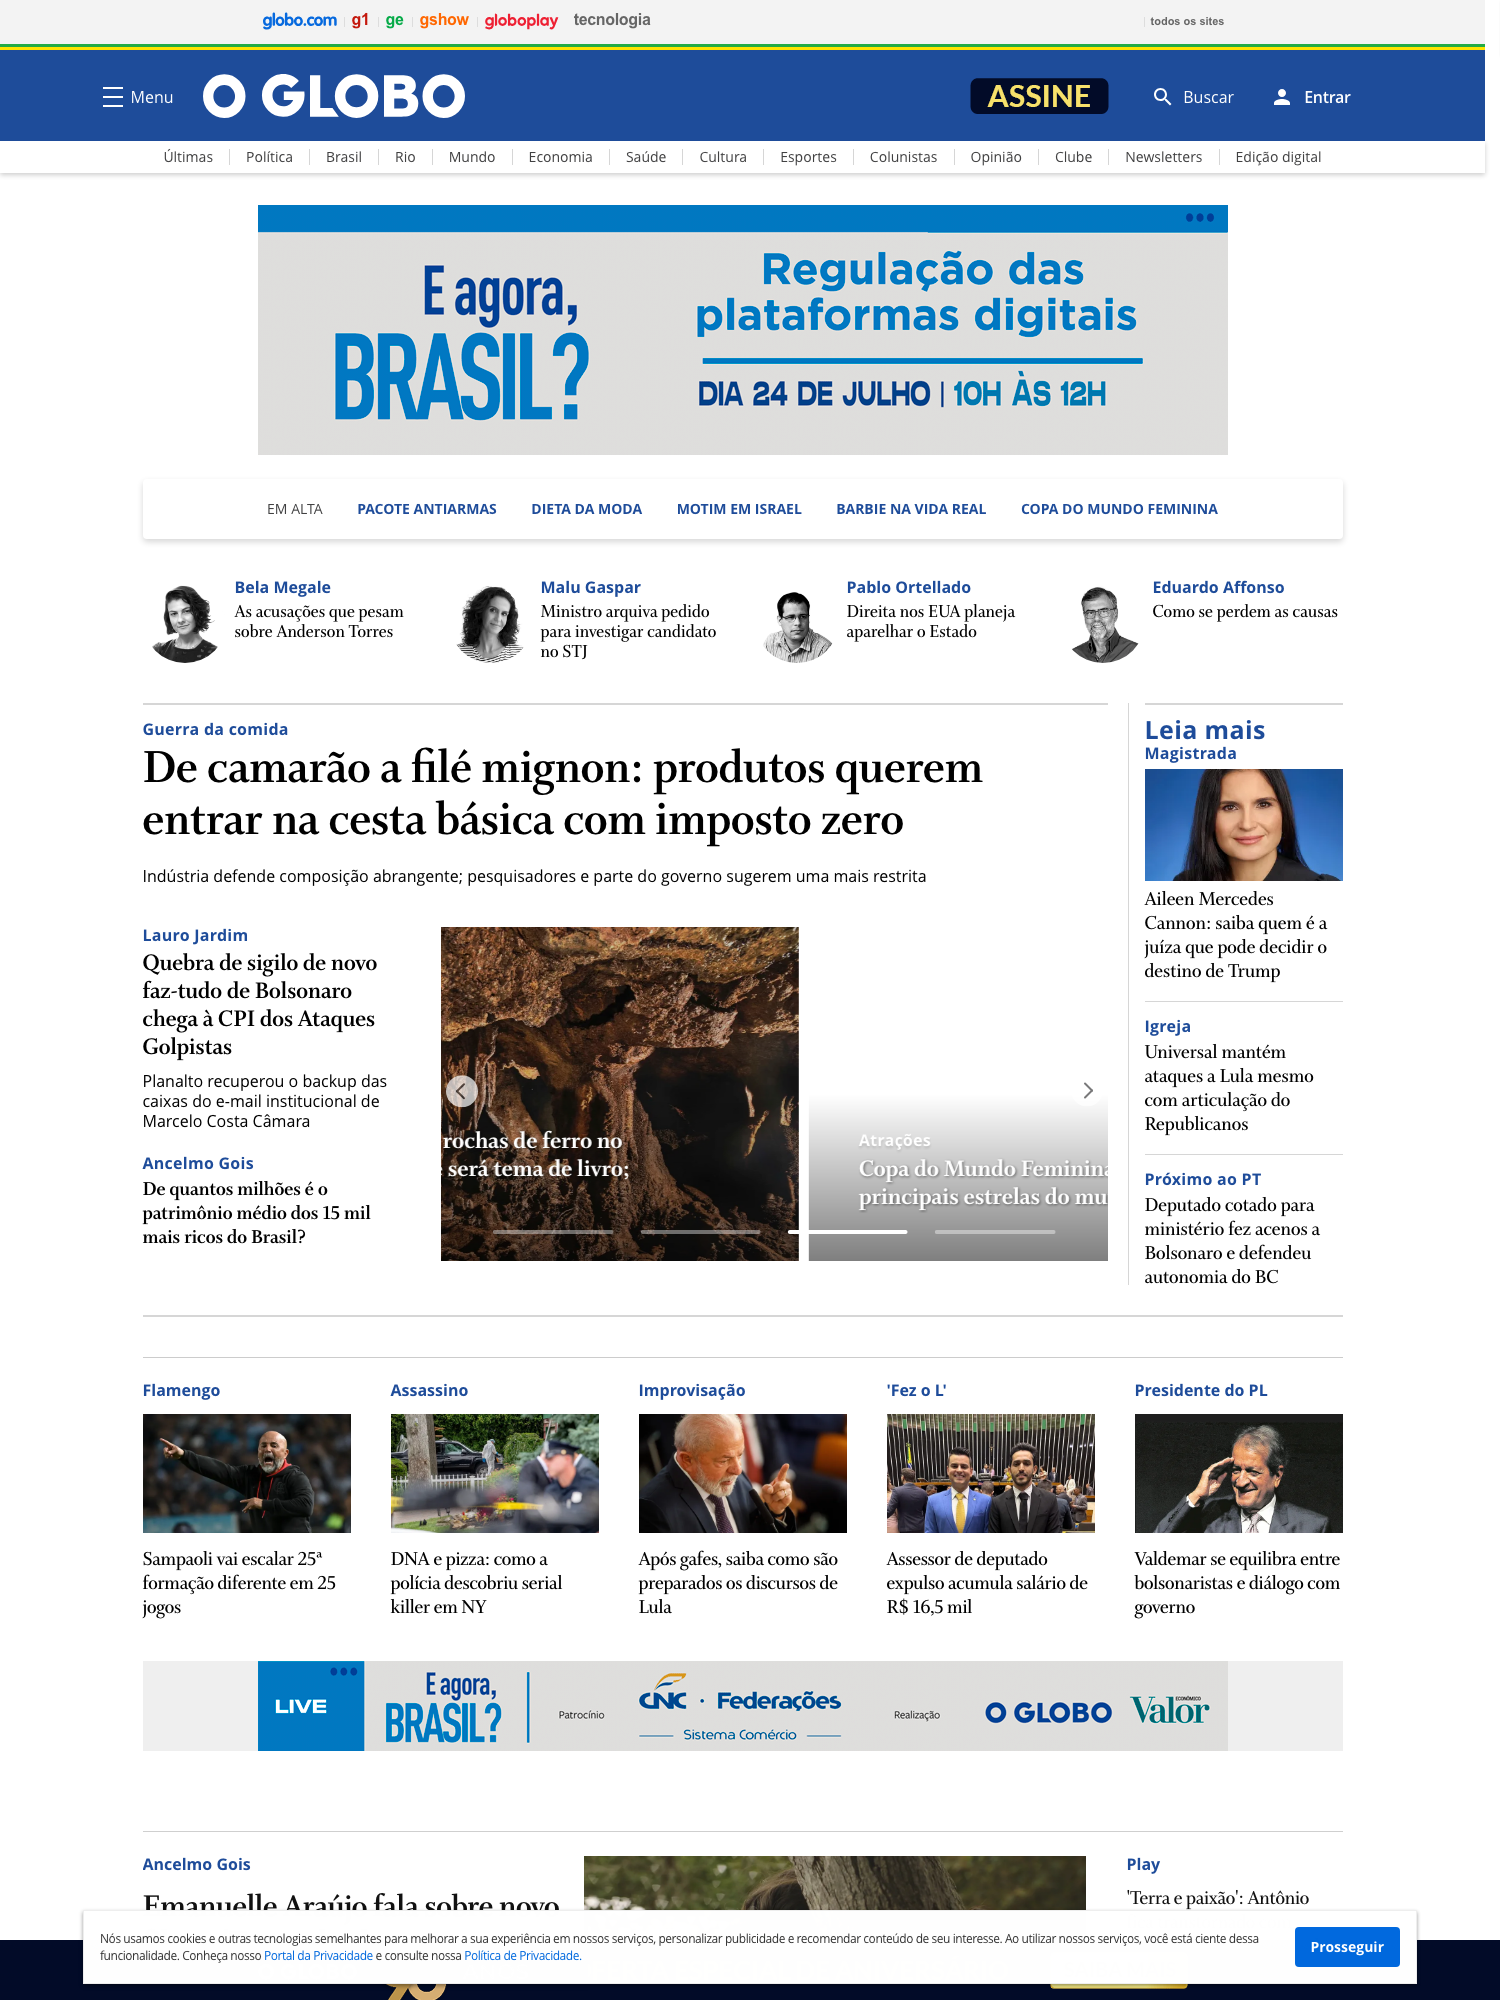 globo.com g1 ge gshow globoplay tecnologia todos os sites
Menu O GLOBO ASSINE Buscar Entrar
Últimas Política Brasil Rio Mundo Economia Saúde Cultura Esportes Colunistas Opinião Clube Newsletters Edição digital
E agora,
BRASIL?
Regulação das
plataformas digitais
DIA 24 DE JULHO | 10H ÀS 12H
EM ALTA PACOTE ANTIARMAS DIETA DA MODA MOTIM EM ISRAEL BARBIE NA VIDA REAL COPA DO MUNDO FEMININA
Bela Megale
As acusações que pesam
sobre Anderson Torres
Malu Gaspar
Ministro arquiva pedido
para investigar candidato
no STJ
Pablo Ortellado
Direita nos EUA planeja
aparelhar o Estado
Eduardo Affonso
Como se perdem as causas
Guerra da comida
De camarão a filé mignon: produtos querem
entrar na cesta básica com imposto zero
Indústria defende composição abrangente; pesquisadores e parte do governo sugerem uma mais restrita
Lauro Jardim
Quebra de sigilo de novo
faz-tudo de Bolsonaro
chega à CPI dos Ataques
Golpistas
Planalto recuperou o backup das
caixas do e-mail institucional de
Marcelo Costa Câmara
Ancelmo Gois
De quantos milhões é o
patrimônio médio dos 15 mil
mais ricos do Brasil?
rochas de ferro no
será tema de livro;
Atrações
Copa do Mundo Feminina
principais estrelas do mu
Leia mais
Magistrada
Aileen Mercedes
Cannon: saiba quem é a
juíza que pode decidir o
destino de Trump
Igreja
Universal mantém
ataques a Lula mesmo
com articulação do
Republicanos
Próximo ao PT
Deputado cotado para
ministério fez acenos a
Bolsonaro e defendeu
autonomia do BC
Flamengo
Sampaoli vai escalar 25ª
formação diferente em 25
jogos
Assassino
DNA e pizza: como a
polícia descobriu serial
killer em NY
Improvisação
Após gafes, saiba como são
preparados os discursos de
Lula
'Fez o L'
Assessor de deputado
expulso acumula salário de
R$ 16,5 mil
Presidente do PL
Valdemar se equilibra entre
bolsonaristas e diálogo com
governo
LIVE
E agora,
BRASIL?
Patrocínio
CNC · Federações
Sistema Comércio
Realização
O GLOBO
Valor
ECONÔMICO
Ancelmo Gois
Emanuelle Araújo fala sobre novo
Play
'Terra e paixão': Antônio
Nós usamos cookies e outras tecnologias semelhantes para melhorar a sua experiência em nossos serviços, personalizar publicidade e recomendar conteúdo de seu interesse. Ao utilizar nossos serviços, você está ciente dessa
funcionalidade. Conheça nosso Portal da Privacidade e consulte nossa Política de Privacidade.
Prosseguir